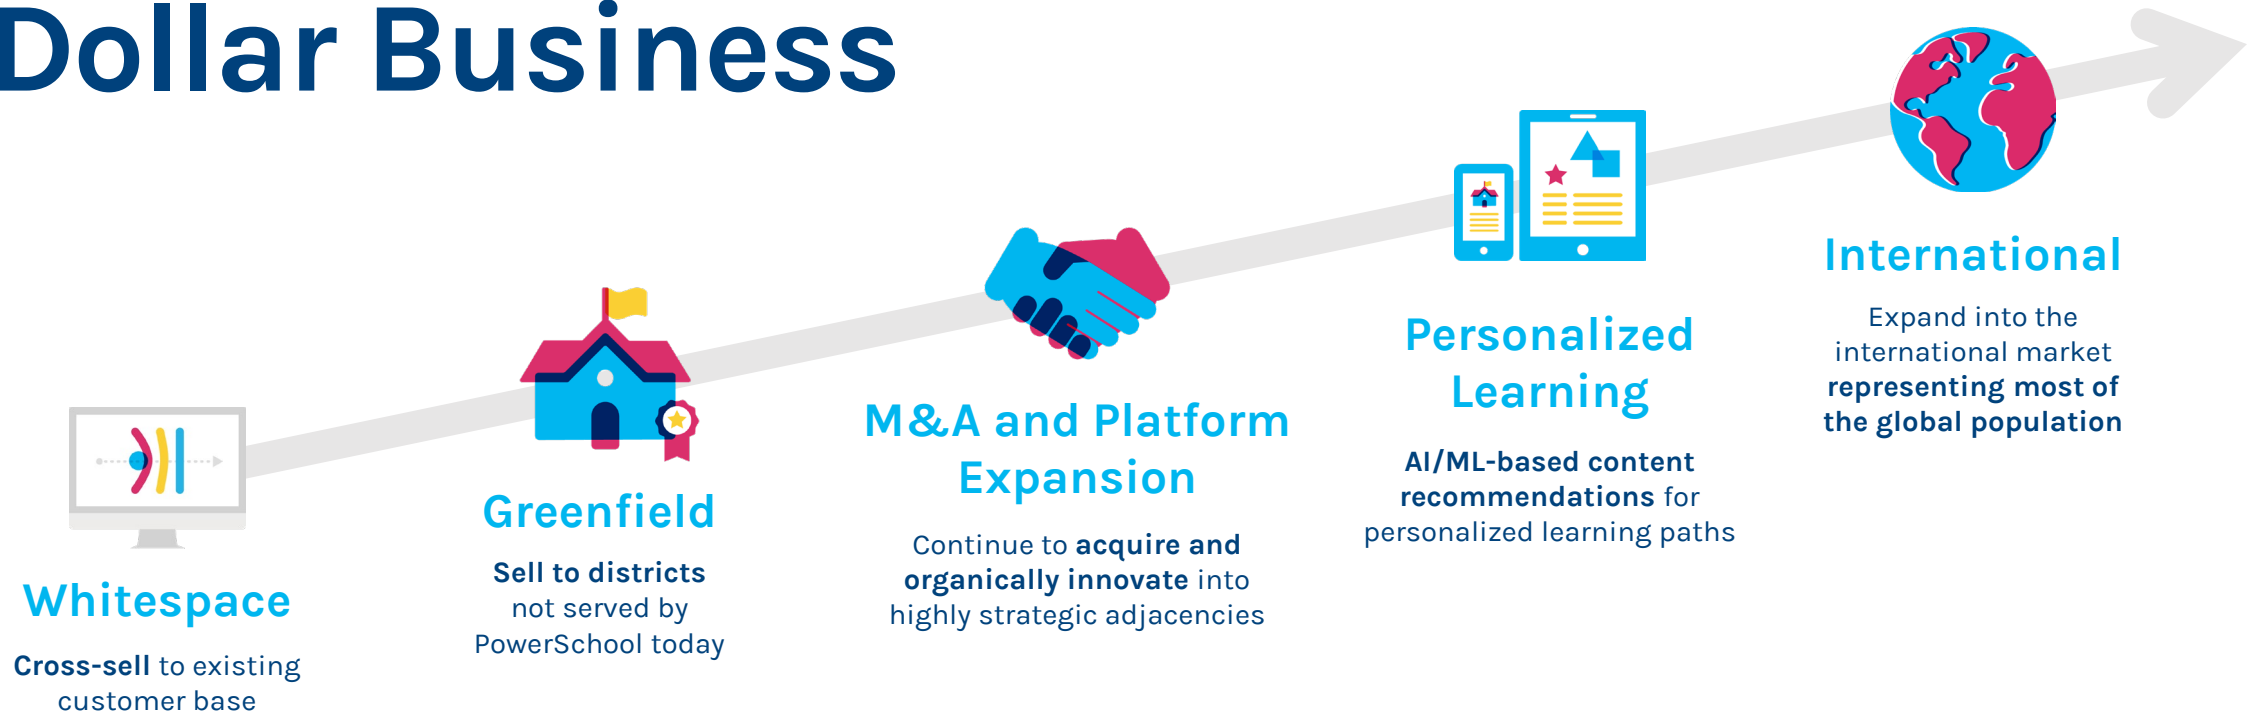 Dollar Business
Whitespace
Cross-sell to existing
customer base
Greenfield
Sell to districts
not served by
PowerSchool today
M&A and Platform
Expansion
Continue to acquire and
organically innovate into
highly strategic adjacencies
Personalized
Learning
AI/ML-based content
recommendations for
personalized learning paths
International
Expand into the
international market
representing most of
the global population